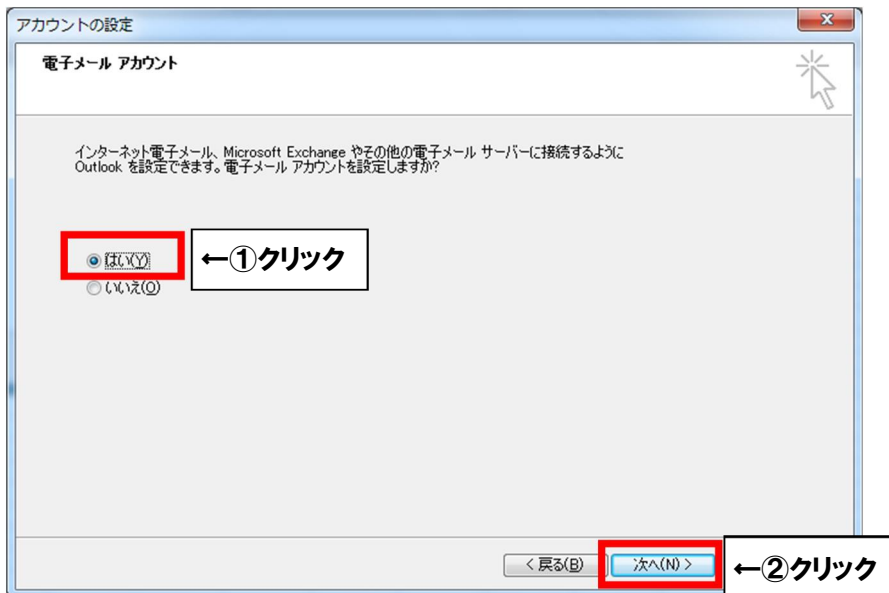 アカウントの設定
電子メール アカウント
インターネット電子メール、Microsoft Exchange やその他の電子メール サーバーに接続するように
Outlook を設定できます。電子メール アカウントを設定しますか?
はい(Y)
←①クリック
いいえ(O)
< 戻る(B)
次へ(N) >
←②クリック